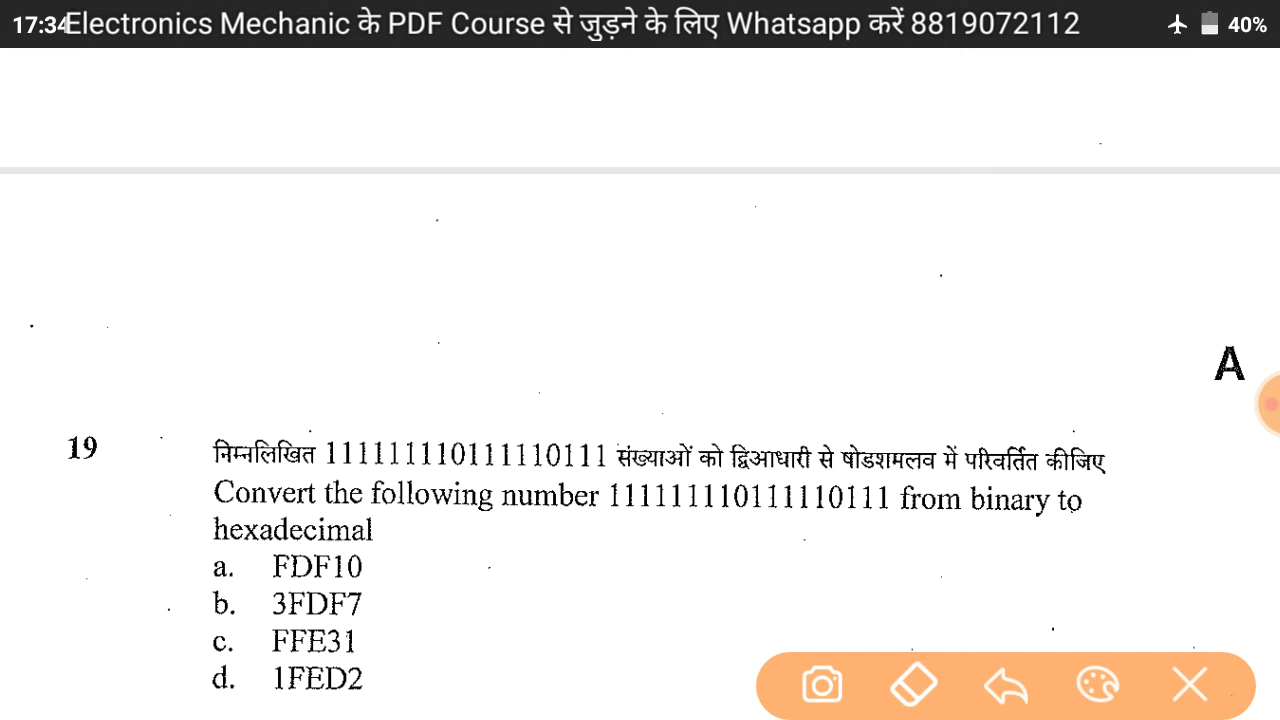 17:34 Electronics Mechanic के PDF Course से जुड़ने के लिए Whatsapp करें 8819072112 40%
A
19 निम्नलिखित 111111110111110111 संख्याओं को द्विआधारी से षोडशमलव में परिवर्तित कीजिए
Convert the following number 111111110111110111 from binary to
hexadecimal
a. FDF10
b. 3FDF7
c. FFE31
d. 1FED2